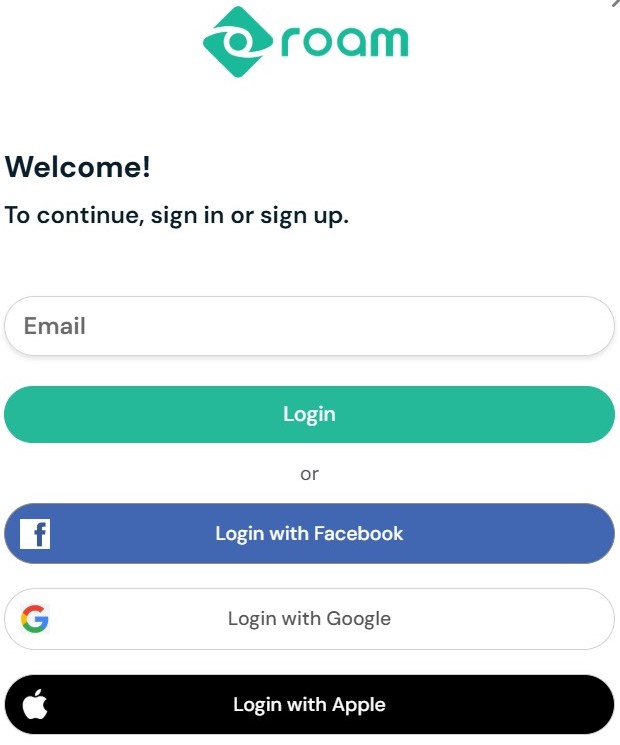 roam
Welcome!
To continue, sign in or sign up.
Email
Login
or
Login with Facebook
Login with Google
Login with Apple